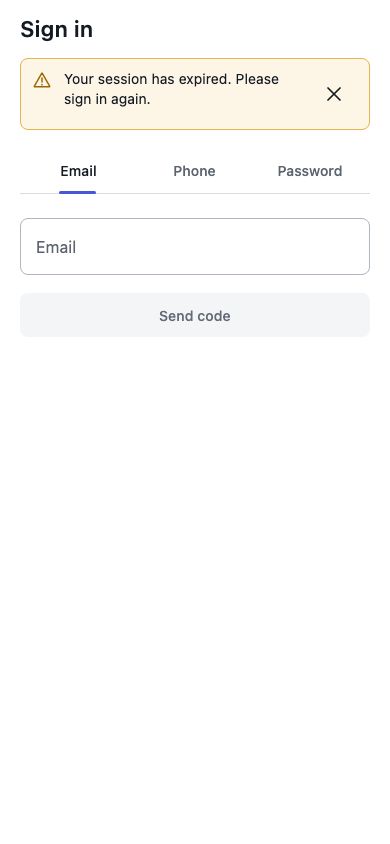 Sign in
Your session has expired. Please
sign in again.
Email
Phone
Password
Email
Send code